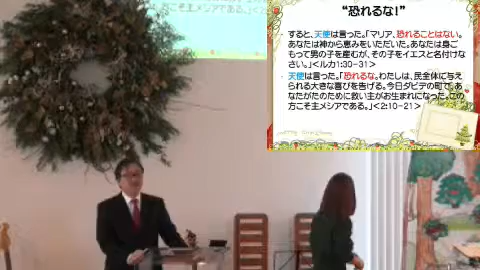 “恐れるな！”
すると、天使は言った。「マリア、恐れることはない。
あなたは神から恵みをいただいた。あなたは身ご
もって男の子を産むが、その子をイエスと名付けな
さい。」＜ルカ1:30−31＞
天使は言った。「恐れるな。わたしは、民全体に与え
られる大きな喜びを告げる。今日ダビデの町で、あ
なたがたのために救い主がお生まれになった。この
方こそ主メシアである。」＜2:10−21＞